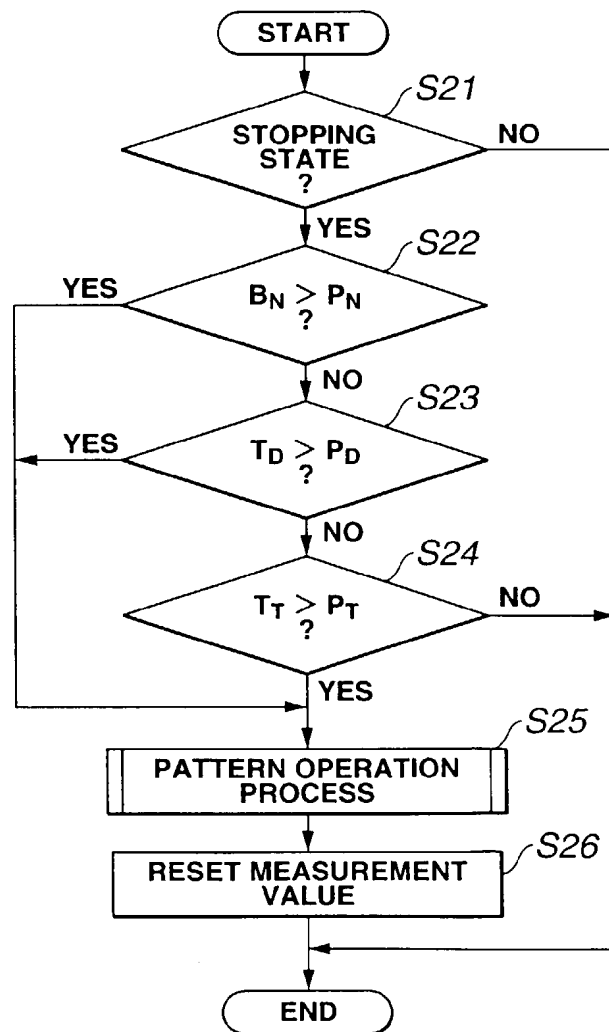 START
S21
STOPPING
STATE
?
NO
YES
S22
YES
B_N > P_N
?
NO
S23
YES
T_D > P_D
?
NO
S24
T_T > P_T
?
NO
YES
S25
PATTERN OPERATION
PROCESS
S26
RESET MEASUREMENT
VALUE
END